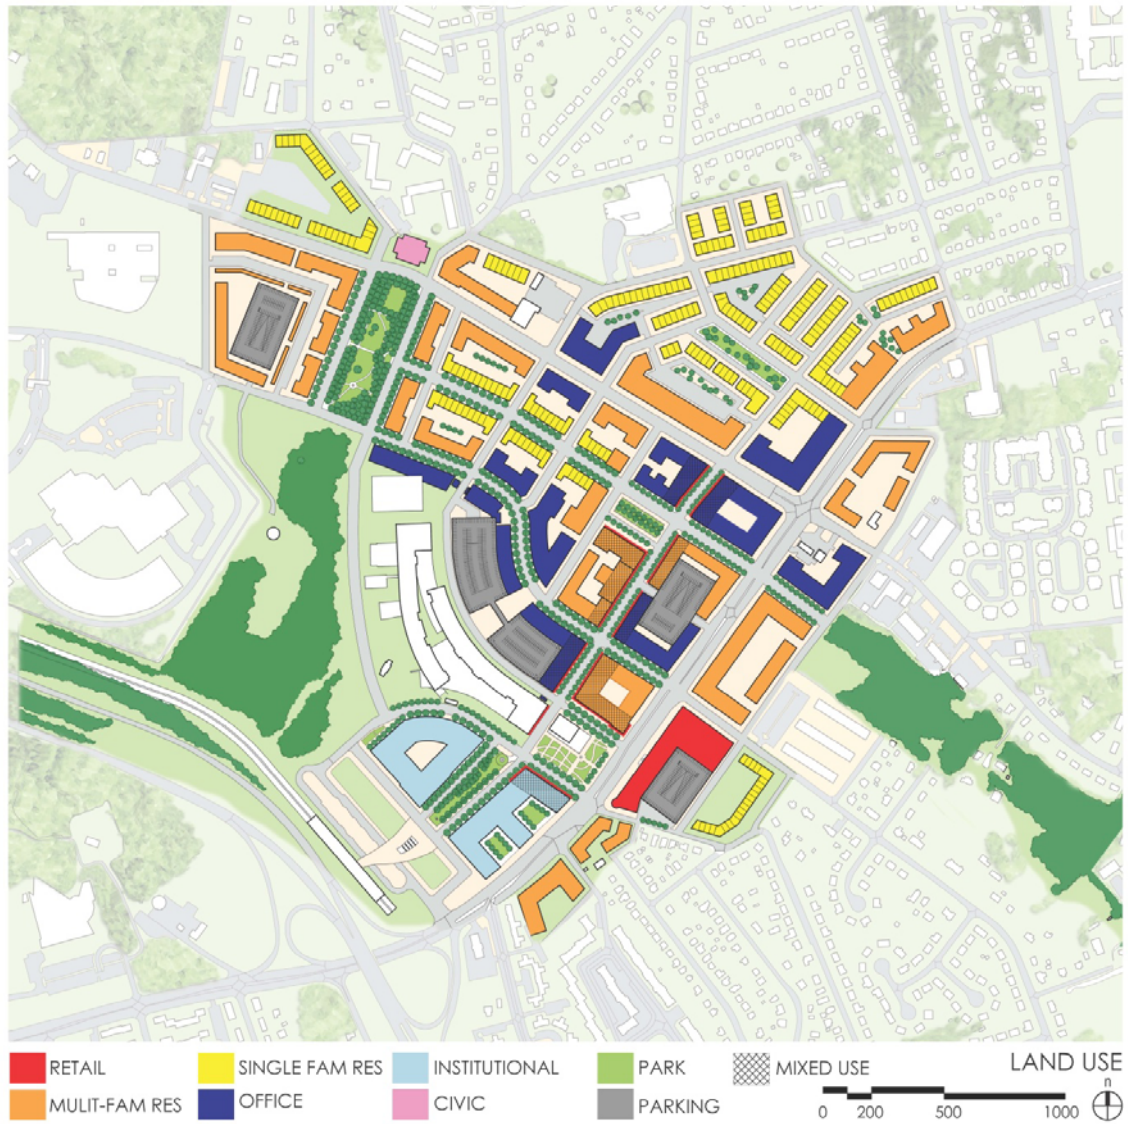 RETAIL
SINGLE FAM RES
INSTITUTIONAL
PARK
MIXED USE
LAND USE
MULIT-FAM RES
OFFICE
CIVIC
PARKING
n
0 200 500 1000